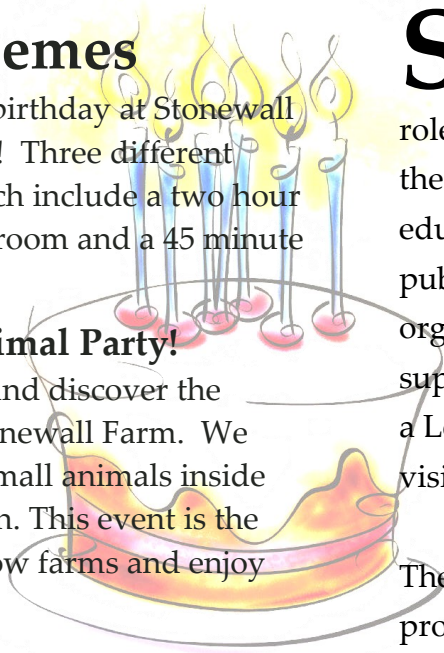 emes
birthday at Stonewall
! Three different
ch include a two hour
room and a 45 minute
imal Party!
nd discover the
newall Farm. We
mall animals inside
n. This event is the
ow farms and enjoy
S
role
the
edu
pub
org
sup
a Le
visi
The
pro